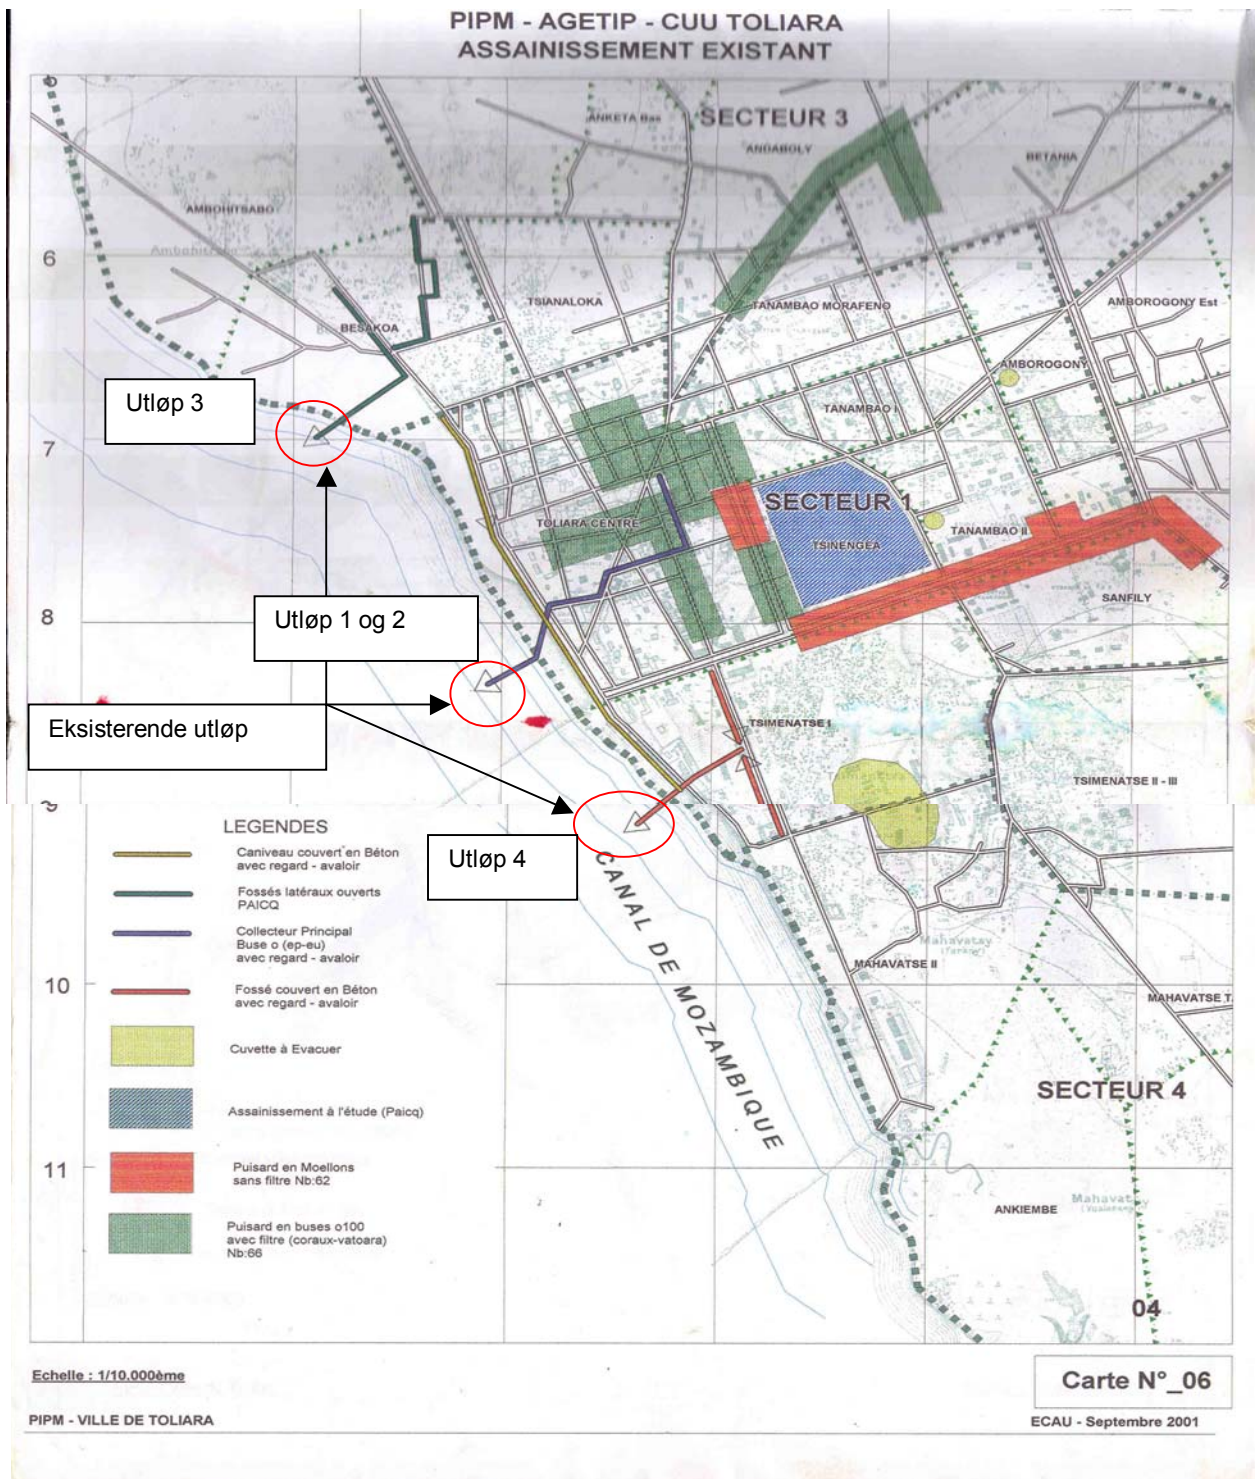 PIPM - AGETIP - CUU TOLIARA
ASSAINISSEMENT EXISTANT
SECTEUR 3
ANKETA Bas
ANDABOLY
BETANIA
AMBOHITSABO
6
TSIANALOKA
TANAMBAO MORAFENO
AMBOROGONY Est
BESAKOA
AMBOROGONY
Utløp 3
TANAMBAO I
7
SECTEUR 1
TOLIARA CENTRE
TANAMBAO II
TSINENGEA
SANFILY
8
Utløp 1 og 2
Eksisterende utløp
TSIMENATSE I
TSIMENATSE II - III
9
Utløp 4
CANAL DE MOZAMBIQUE
LEGENDES
Caniveau couvert en Béton
avec regard - avaloir
Fossés latéraux ouverts
PAICQ
Collecteur Principal
Buse o (ep-eu)
avec regard - avaloir
Fossé couvert en Béton
avec regard - avaloir
Cuvette à Evacuer
Assainissement à l'étude (Paicq)
Puisard en Moellons
sans filtre Nb:62
Puisard en buses o100
avec filtre (coraux-vatoara)
Nb:66
Mahavatsy
MAHAVATSE II
10
MAHAVATSE
SECTEUR 4
11
ANKIEMBE
04
Echelle : 1/10.000ème
Carte N°_06
PIPM - VILLE DE TOLIARA
ECAU - Septembre 2001